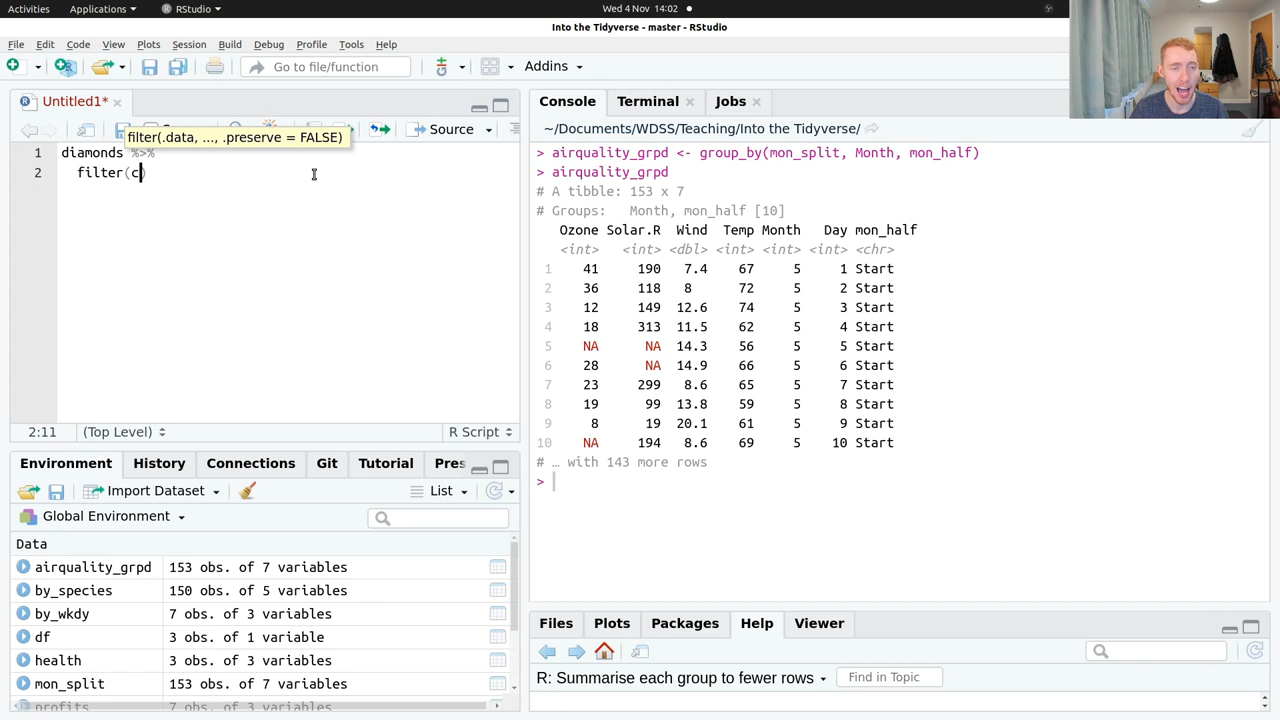 Activities Applications RStudio Wed 4 Nov 14:02
Into the Tidyverse - master - RStudio
File Edit Code View Plots Session Build Debug Profile Tools Help
Go to file/function Addins
Untitled1*
Source
filter(.data, ..., .preserve = FALSE)
1 diamonds %>%
2 filter(c)
2:11 (Top Level) R Script
Environment History Connections Git Tutorial Pres
Import Dataset List
Global Environment
Data
airquality_grpd 153 obs. of 7 variables
by_species 150 obs. of 5 variables
by_wkdy 7 obs. of 3 variables
df 3 obs. of 1 variable
health 3 obs. of 3 variables
mon_split 153 obs. of 7 variables
profits 7 obs. of 3 variables
Console Terminal Jobs
~/Documents/WDSS/Teaching/Into the Tidyverse/
> airquality_grpd <- group_by(mon_split, Month, mon_half)
> airquality_grpd
# A tibble: 153 x 7
# Groups: Month, mon_half [10]
Ozone Solar.R Wind Temp Month Day mon_half
<int> <int> <dbl> <int> <int> <int> <chr>
1 41 190 7.4 67 5 1 Start
2 36 118 8 72 5 2 Start
3 12 149 12.6 74 5 3 Start
4 18 313 11.5 62 5 4 Start
5 NA NA 14.3 56 5 5 Start
6 28 NA 14.9 66 5 6 Start
7 23 299 8.6 65 5 7 Start
8 19 99 13.8 59 5 8 Start
9 8 19 20.1 61 5 9 Start
10 NA 194 8.6 69 5 10 Start
# … with 143 more rows
>
Files Plots Packages Help Viewer
R: Summarise each group to fewer rows Find in Topic